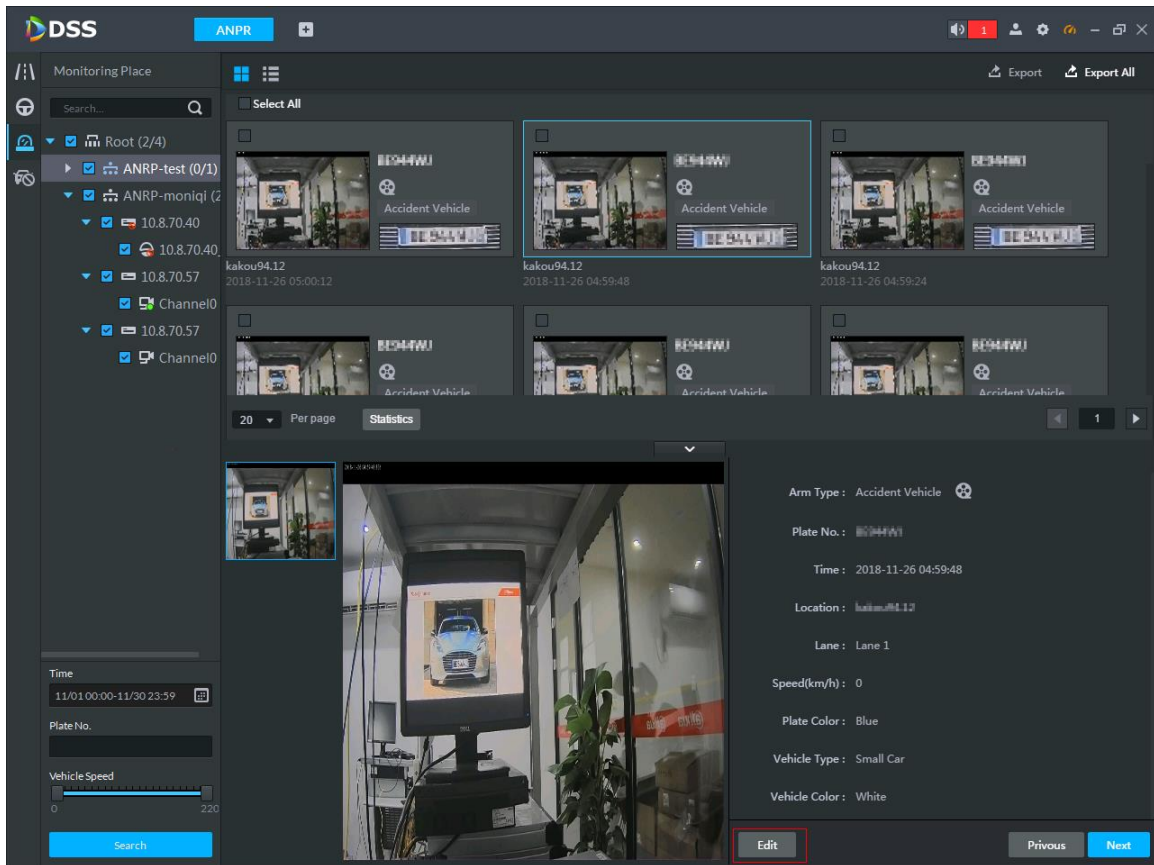 DSS
ANPR
1
Monitoring Place
Export
Export All
Search...
Select All
Root (2/4)
ANRP-test (0/1)
ANRP-moniqi (2
10.8.70.40
10.8.70.40_
10.8.70.57
Channel0
10.8.70.57
Channel0
Accident Vehicle
Accident Vehicle
Accident Vehicle
kakou94.12
kakou94.12
kakou94.12
2018-11-26 05:00:12
2018-11-26 04:59:48
2018-11-26 04:59:24
Accident Vehicle
Accident Vehicle
Accident Vehicle
20
Per page
Statistics
1
Time
11/01 00:00-11/30 23:59
Plate No.
Vehicle Speed
0
220
Search
DELL
Arm Type : Accident Vehicle
Plate No. :
Time : 2018-11-26 04:59:48
Location :
Lane : Lane 1
Speed(km/h) : 0
Plate Color : Blue
Vehicle Type : Small Car
Vehicle Color : White
Edit
Privous
Next